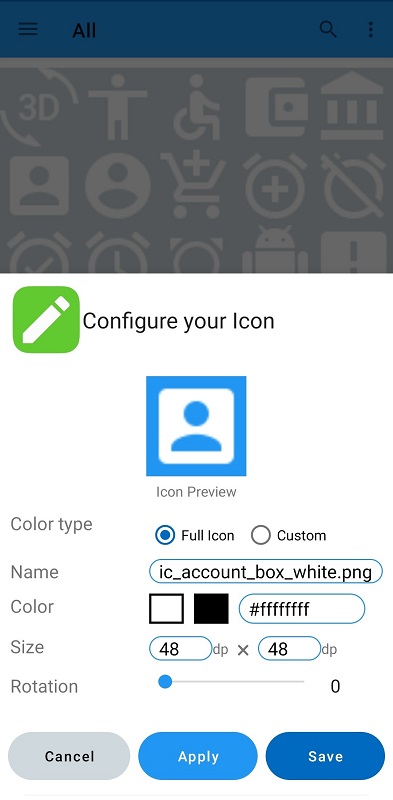 All
3D
Configure your Icon
Icon Preview
Color type
Full Icon
Custom
Name
ic_account_box_white.png
Color
#ffffffff
Size
48 dp × 48 dp
Rotation
0
Cancel
Apply
Save